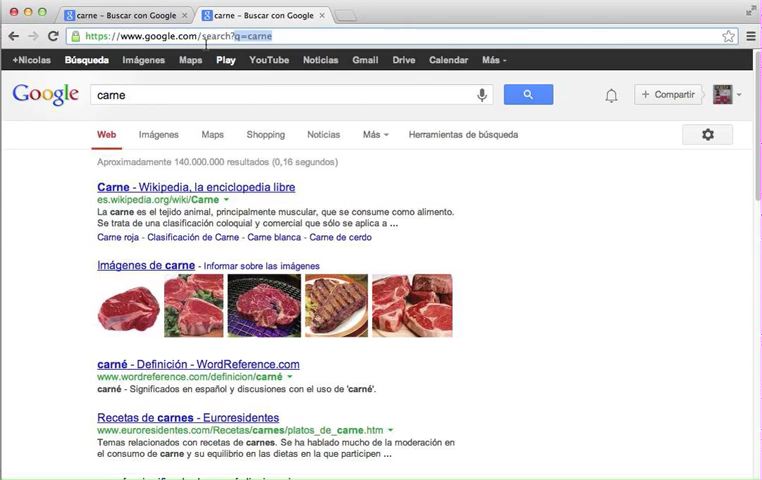 carne - Buscar con Google
carne - Buscar con Google
https://www.google.com/search?q=carne
+Nicolas Búsqueda Imágenes Maps Play YouTube Noticias Gmail Drive Calendar Más
Google
carne
+ Compartir
Web Imágenes Maps Shopping Noticias Más Herramientas de búsqueda
Aproximadamente 140.000.000 resultados (0,16 segundos)
Carne - Wikipedia, la enciclopedia libre
es.wikipedia.org/wiki/Carne
La carne es el tejido animal, principalmente muscular, que se consume como alimento.
Se trata de una clasificación coloquial y comercial que sólo se aplica a ...
Carne roja - Clasificación de Carne - Carne blanca - Carne de cerdo
Imágenes de carne - Informar sobre las imágenes
carné - Definición - WordReference.com
www.wordreference.com/definicion/carné
carné - Significados en español y discusiones con el uso de 'carné'.
Recetas de carnes - Euroresidentes
www.euroresidentes.com/Recetas/carnes/platos_de_carne.htm
Temas relacionados con recetas de carnes. Se ha hablado mucho de la moderación en
el consumo de carne y su equilibrio en las dietas en la que participen ...